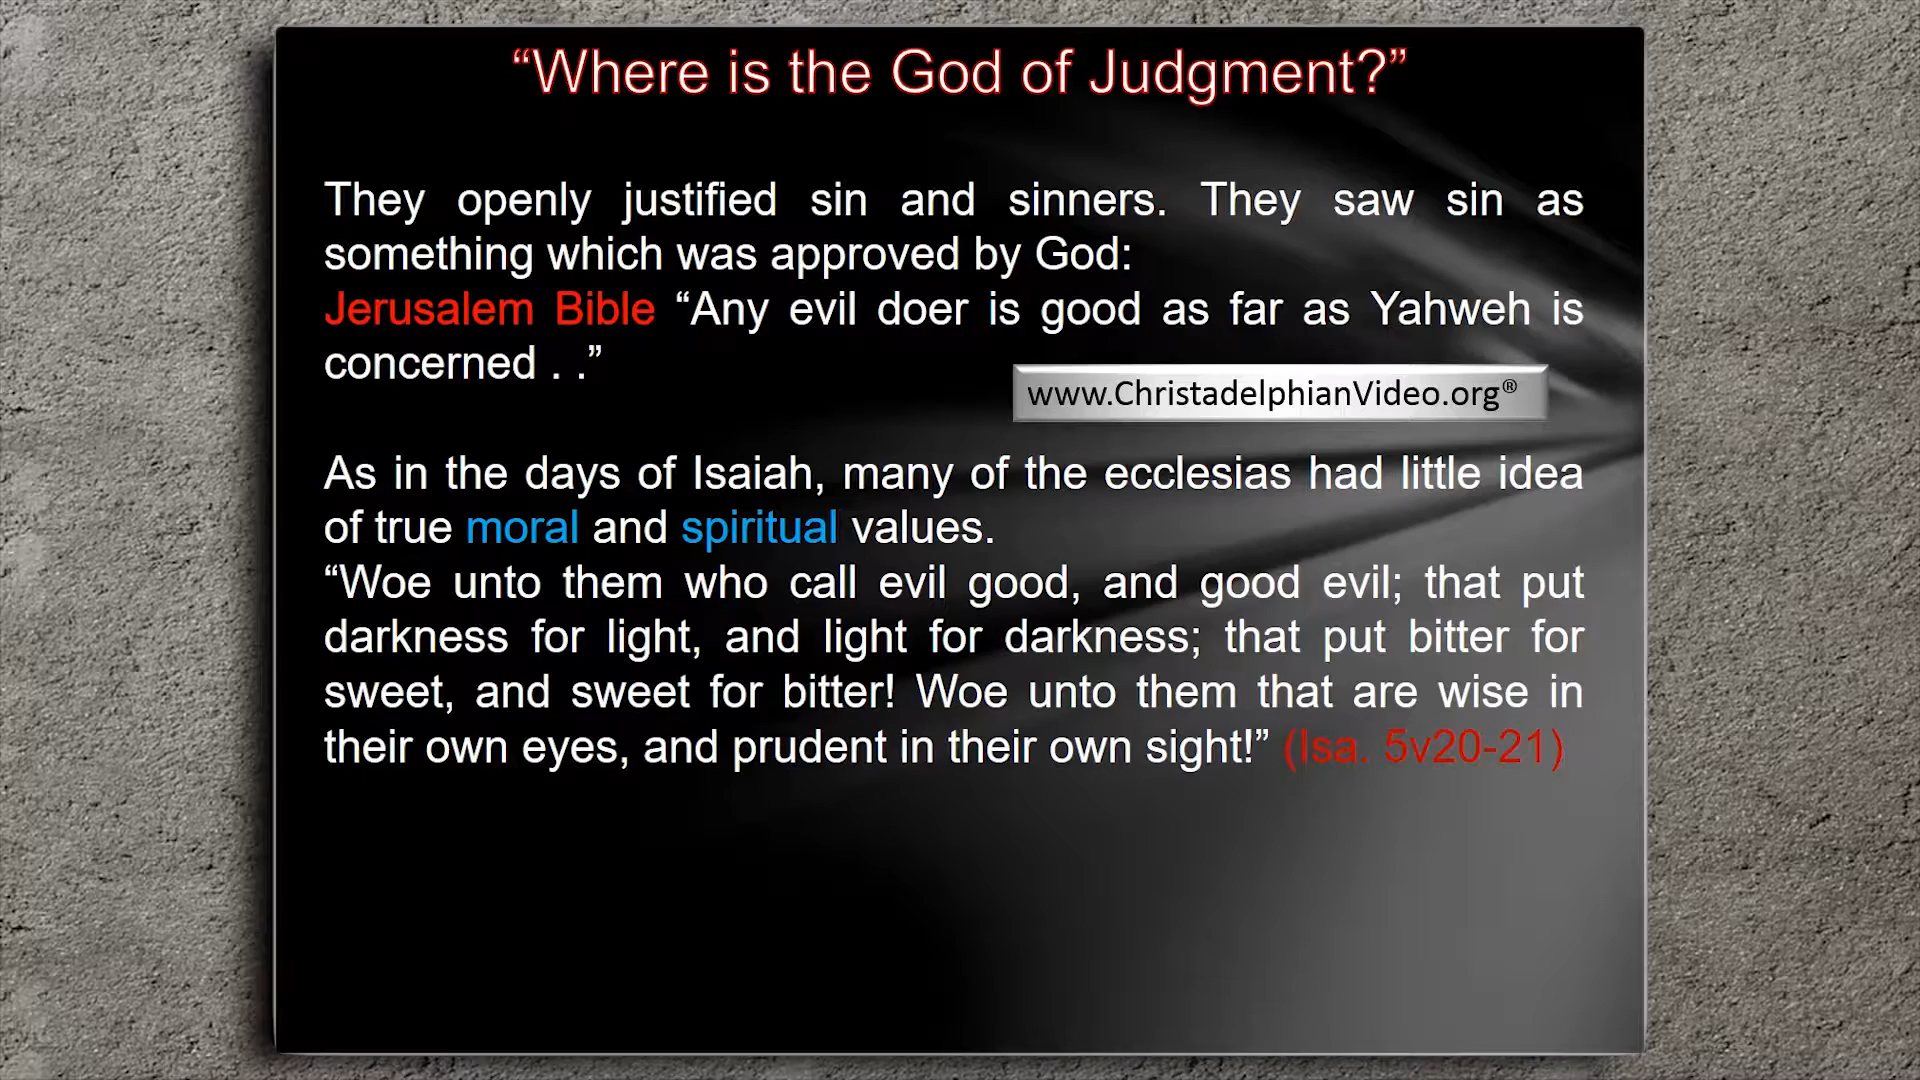 “Where is the God of Judgment?”
They openly justified sin and sinners. They saw sin as
something which was approved by God:
Jerusalem Bible “Any evil doer is good as far as Yahweh is
concerned . .”
www.ChristadelphianVideo.org®
As in the days of Isaiah, many of the ecclesias had little idea
of true moral and spiritual values.
“Woe unto them who call evil good, and good evil; that put
darkness for light, and light for darkness; that put bitter for
sweet, and sweet for bitter! Woe unto them that are wise in
their own eyes, and prudent in their own sight!” (Isa. 5v20-21)